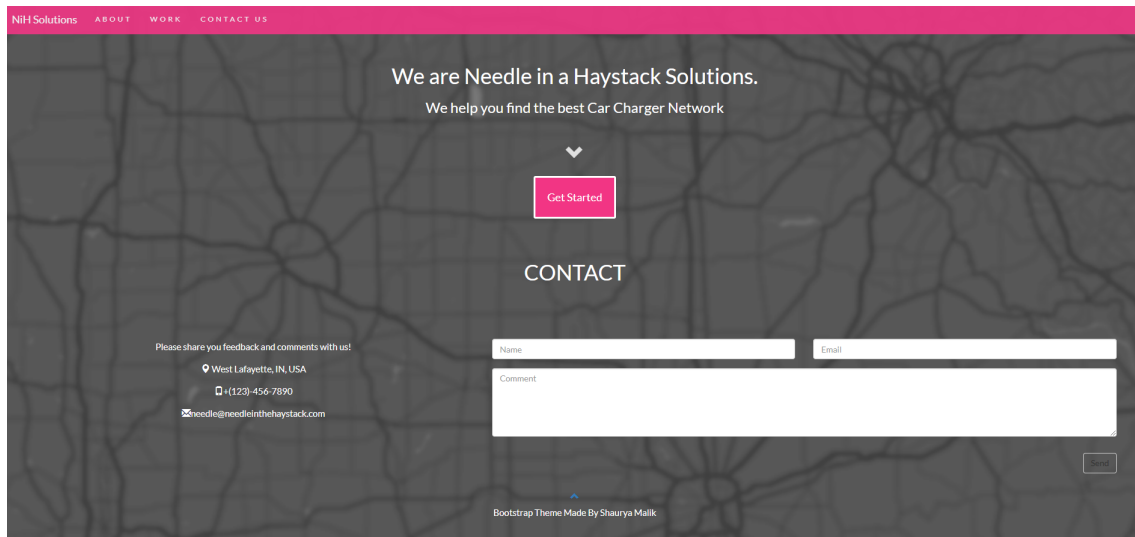 NiH Solutions ABOUT WORK CONTACT US
We are Needle in a Haystack Solutions.
We help you find the best Car Charger Network
Get Started
CONTACT
Please share you feedback and comments with us!
West Lafayette, IN, USA
+(123)-456-7890
needle@needleinthehaystack.com
Name Email
Comment
Send
Bootstrap Theme Made By Shaurya Malik